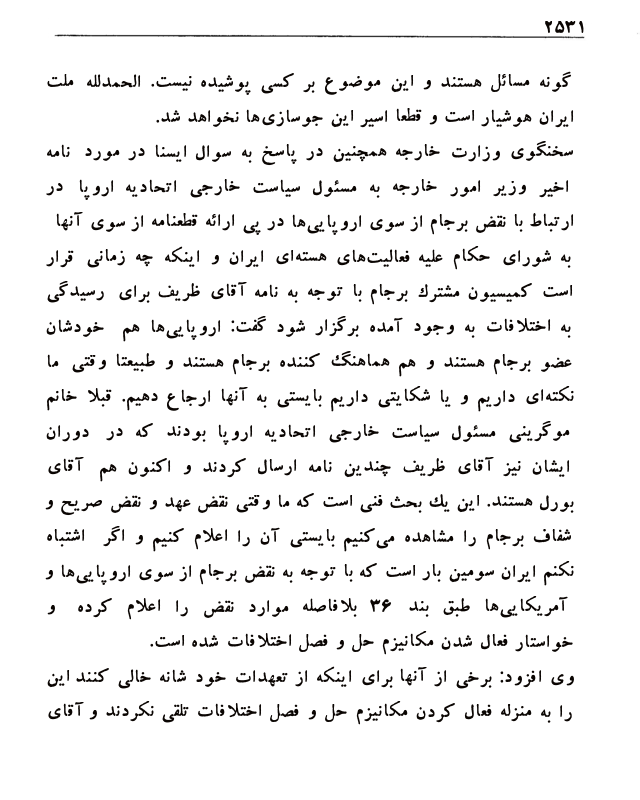 ۲۵۳۱
گونه مسائل هستند و این موضوع بر کسی پوشیده نیست. الحمدلله ملت
ایران هوشیار است و قطعا اسیر این جوسازی‌ها نخواهد شد.
سخنگوی وزارت خارجه همچنین در پاسخ به سوال ایسنا در مورد نامه
اخیر وزیر امور خارجه به مسئول سیاست خارجی اتحادیه اروپا در
ارتباط با نقض برجام از سوی اروپایی‌ها در پی ارائه قطعنامه از سوی آنها
به شورای حکام علیه فعالیت‌های هسته‌ای ایران و اینکه چه زمانی قرار
است کمیسیون مشترك برجام با توجه به نامه آقای ظریف برای رسیدگی
به اختلافات به وجود آمده برگزار شود گفت: اروپایی‌ها هم خودشان
عضو برجام هستند و هم هماهنگ کننده برجام هستند و طبیعتا وقتی ما
نکته‌ای داریم و یا شکایتی داریم بایستی به آنها ارجاع دهیم. قبلا خانم
موگرینی مسئول سیاست خارجی اتحادیه اروپا بودند که در دوران
ایشان نیز آقای ظریف چندین نامه ارسال کردند و اکنون هم آقای
بورل هستند. این یك بحث فنی است که ما وقتی نقض عهد و نقض صریح و
شفاف برجام را مشاهده می‌کنیم بایستی آن را اعلام کنیم و اگر اشتباه
نکنم ایران سومین بار است که با توجه به نقض برجام از سوی اروپایی‌ها و
آمریکایی‌ها طبق بند ۳۶ بلافاصله موارد نقض را اعلام کرده و
خواستار فعال شدن مکانیزم حل و فصل اختلافات شده است.
وی افزود: برخی از آنها برای اینکه از تعهدات خود شانه خالی کنند این
را به منزله فعال کردن مکانیزم حل و فصل اختلافات تلقی نکردند و آقای